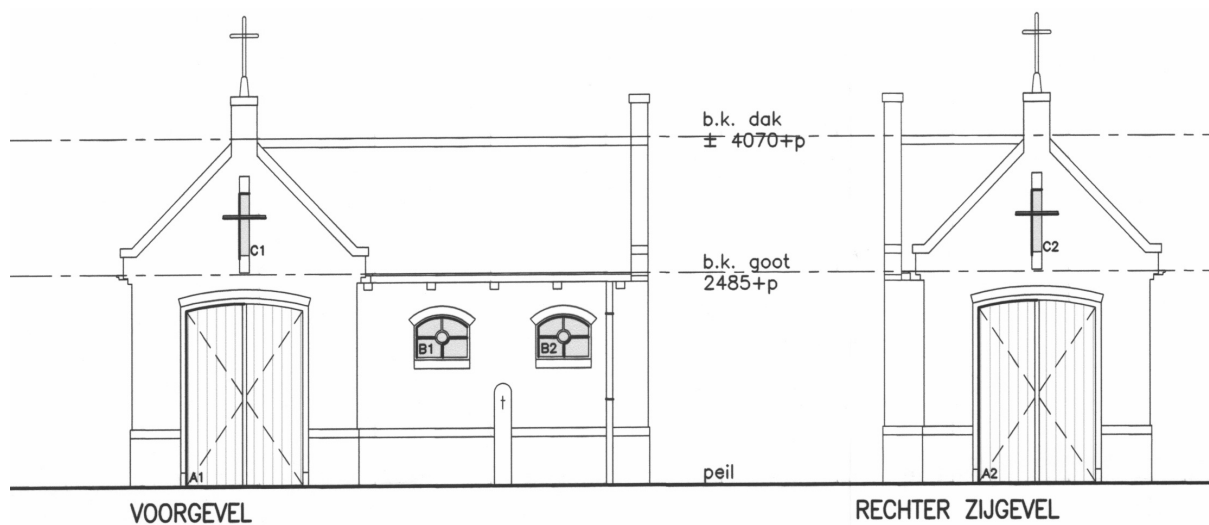 b.k. dak
± 4070+p
C1
C2
b.k. goot
2485+p
B1
B2
A1
peil
A2
VOORGEVEL
RECHTER ZIJGEVEL